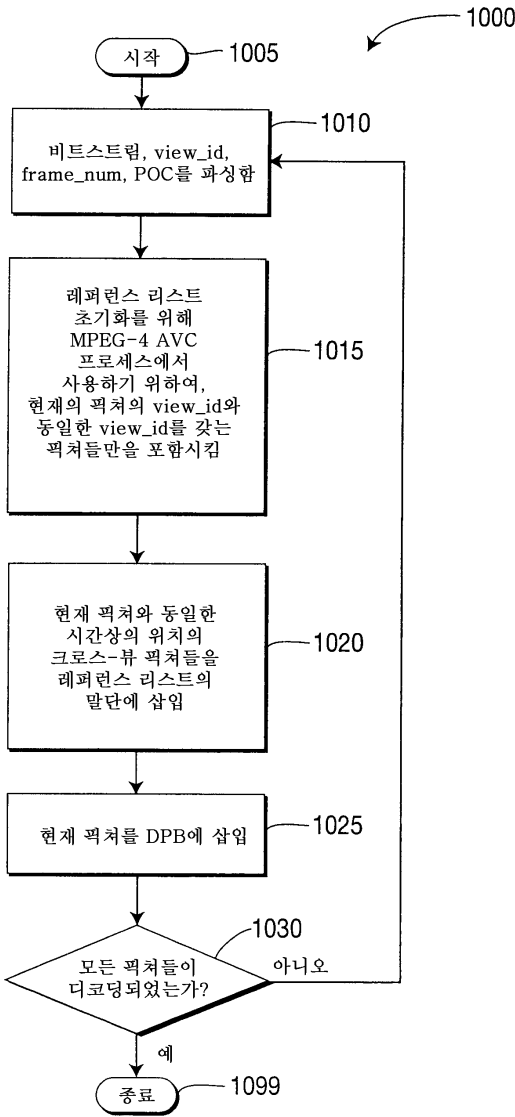 1000
시작
1005
1010
비트스트림, view_id,
frame_num, POC를 파싱함
레퍼런스 리스트
초기화를 위해
MPEG-4 AVC
프로세스에서
사용하기 위하여,
현재의 픽쳐의 view_id와
동일한 view_id를 갖는
픽쳐들만을 포함시킴
1015
현재 픽쳐와 동일한
시간상의 위치의
크로스-뷰 픽쳐들을
레퍼런스 리스트의
말단에 삽입
1020
현재 픽쳐를 DPB에 삽입
1025
1030
모든 픽쳐들이
디코딩되었는가?
아니오
예
종료
1099